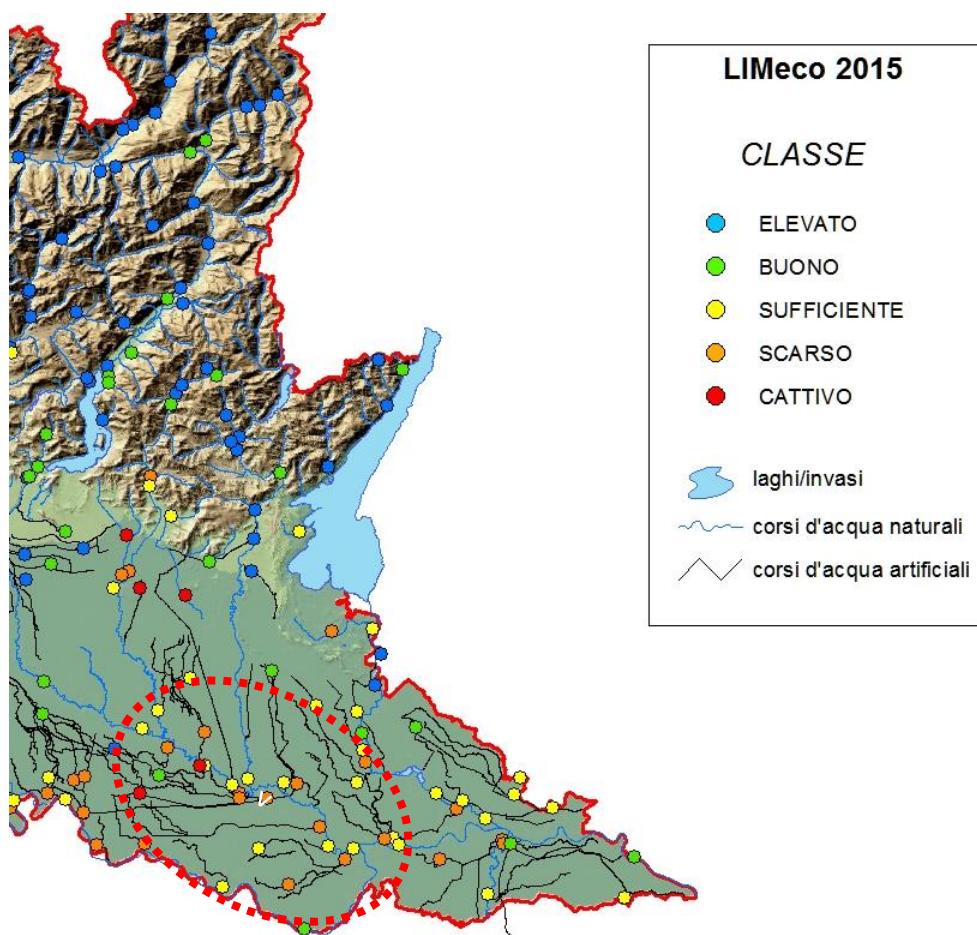 LIMeco 2015
CLASSE
ELEVATO
BUONO
SUFFICIENTE
SCARSO
CATTIVO
laghi/invasi
corsi d'acqua naturali
corsi d'acqua artificiali